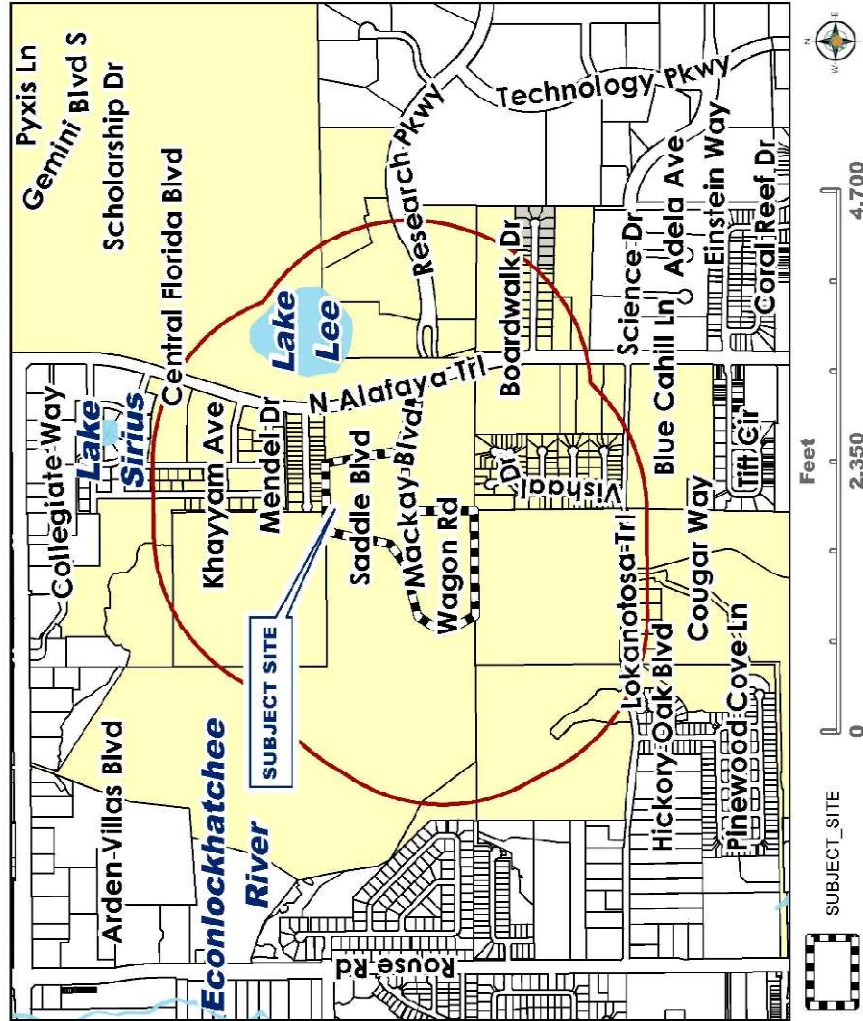 Pyxis Ln
Gemini Blvd S
Scholarship Dr
Collegiate Way
Central Florida Blvd
Lake
Sirius
Lake
Lee
Khayyam Ave
Mendel Dr
N Alafaya Trl
Research Pkwy
Technology Pkwy
Arden-Villas Blvd
Econlockhatchee
River
SUBJECT SITE
Saddle Blvd
Mackay Blvd
Wagon Rd
Boardwalk Dr
Vishaal
Dr
Rouse Rd
Lokanotosa Trl
Science Dr
Hickory Oak Blvd
Blue Cahill Ln
Adela Ave
Cougar Way
Einstein Way
Pinewood Cove Ln
Tift Cir
Coral Reef Dr
SUBJECT_SITE
Feet
0
2,350
4,700
N
E
W
S